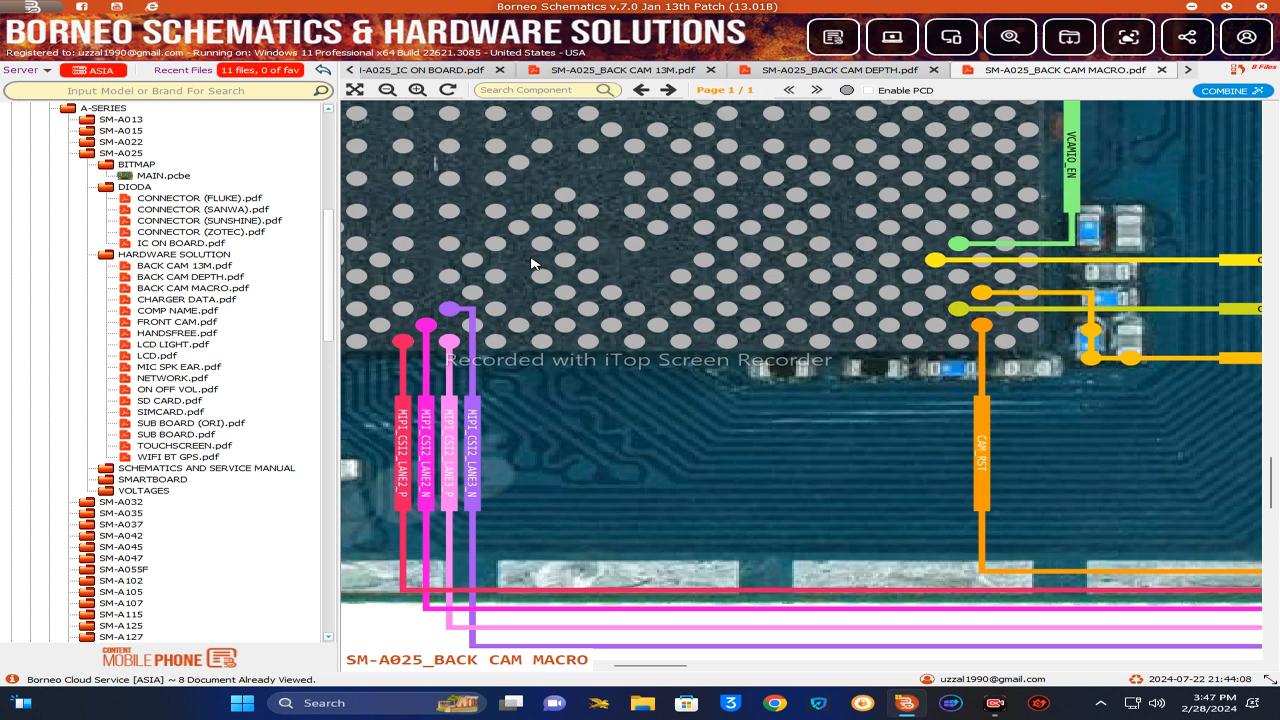 Borneo Schematics v.7.0 Jan 13th Patch (13.01B)
BORNEO SCHEMATICS & HARDWARE SOLUTIONS
Registered to: uzzal1990@gmail.com - Running on: Windows 11 Professional x64 Build 22621.3085 - United States - USA
Server
ASIA
Recent Files
11 files, 0 of fav
I-A025_IC ON BOARD.pdf
SM-A025_BACK CAM 13M.pdf
SM-A025_BACK CAM DEPTH.pdf
SM-A025_BACK CAM MACRO.pdf
8 Files
Input Model or Brand For Search
Search Component
Page 1 / 1
Enable PCD
COMBINE
A-SERIES
SM-A013
SM-A015
SM-A022
SM-A025
BITMAP
MAIN.pcbe
DIODA
CONNECTOR (FLUKE).pdf
CONNECTOR (SANWA).pdf
CONNECTOR (SUNSHINE).pdf
CONNECTOR (ZOTEC).pdf
IC ON BOARD.pdf
HARDWARE SOLUTION
BACK CAM 13M.pdf
BACK CAM DEPTH.pdf
BACK CAM MACRO.pdf
CHARGER DATA.pdf
COMP NAME.pdf
FRONT CAM.pdf
HANDSFREE.pdf
LCD LIGHT.pdf
LCD.pdf
MIC SPK EAR.pdf
NETWORK.pdf
ON OFF VOL.pdf
SD CARD.pdf
SIMCARD.pdf
SUB BOARD (ORI).pdf
SUB BOARD.pdf
TOUCHSCREEN.pdf
WIFI BT GPS.pdf
SCHEMATICS AND SERVICE MANUAL
SMARTBOARD
VOLTAGES
SM-A032
SM-A035
SM-A037
SM-A042
SM-A045
SM-A047
SM-A055F
SM-A102
SM-A105
SM-A107
SM-A115
SM-A125
SM-A127
CONTENT
MOBILE PHONE
VCAMIO_EN
Recorded with iTop Screen Recorder
MIPI_CSI2_LANE2_P
MIPI_CSI2_LANE2_N
MIPI_CSI2_LANE3_P
MIPI_CSI2_LANE3_N
CAM_RST
SM-A025_BACK CAM MACRO
Borneo Cloud Service [ASIA] ~ 8 Document Already Viewed.
uzzal1990@gmail.com
2024-07-22 21:44:08
Search
3:47 PM
2/28/2024